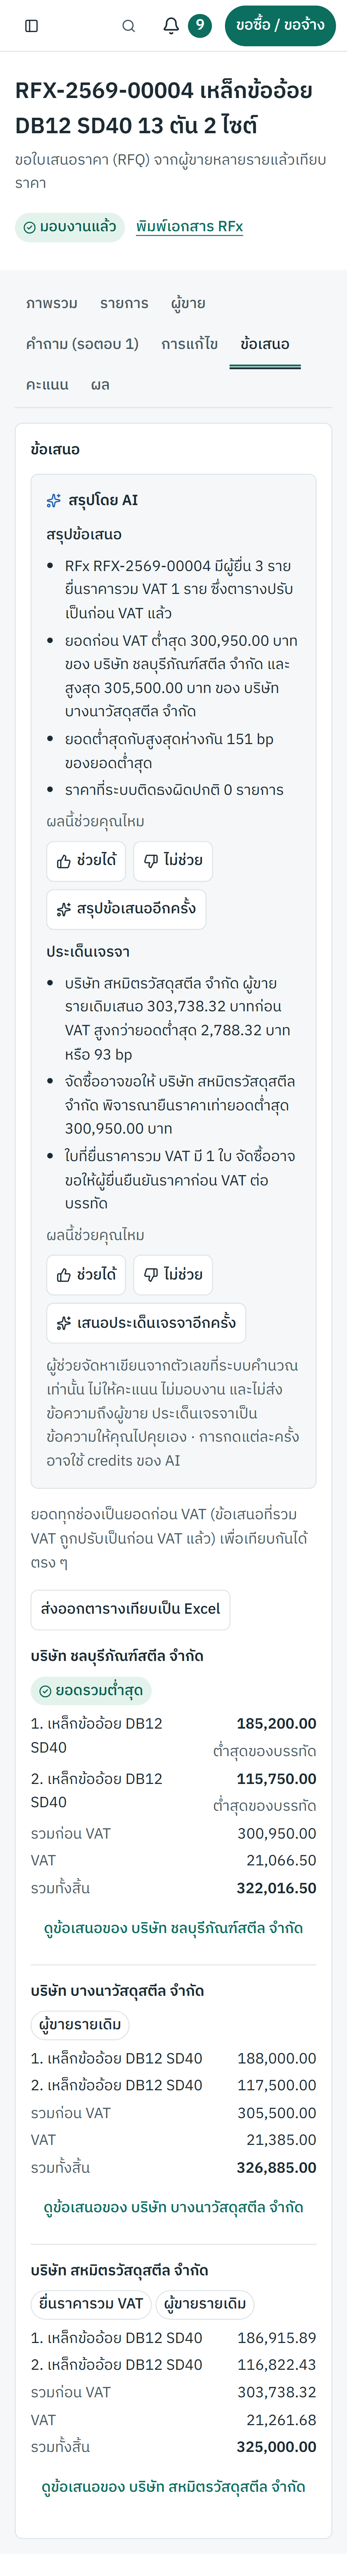 9
ขอซื้อ / ขอจ้าง
RFX-2569-00004 เหล็กข้ออ้อย
DB12 SD40 13 ตัน 2 ไซต์
ขอใบเสนอราคา (RFQ) จากผู้ขายหลายรายแล้วเทียบ
ราคา
มอบงานแล้ว
พิมพ์เอกสาร RFx
ภาพรวม รายการ ผู้ขาย
คำถาม (รอตอบ 1) การแก้ไข ข้อเสนอ
คะแนน ผล
ข้อเสนอ
สรุปโดย AI
สรุปข้อเสนอ
• RFx RFX-2569-00004 มีผู้ยื่น 3 ราย
ยื่นราคารวม VAT 1 ราย ซึ่งตารางปรับ
เป็นก่อน VAT แล้ว
• ยอดก่อน VAT ต่ำสุด 300,950.00 บาท
ของ บริษัท ชลบุรีภัณฑ์สตีล จำกัด และ
สูงสุด 305,500.00 บาท ของ บริษัท
บางนาวัสดุสตีล จำกัด
• ยอดต่ำสุดกับสูงสุดห่างกัน 151 bp
ของยอดต่ำสุด
• ราคาที่ระบบติดธงผิดปกติ 0 รายการ
ผลนี้ช่วยคุณไหม
ช่วยได้
ไม่ช่วย
สรุปข้อเสนออีกครั้ง
ประเด็นเจรจา
• บริษัท สหมิตรวัสดุสตีล จำกัด ผู้ขาย
รายเดิมเสนอ 303,738.32 บาทก่อน
VAT สูงกว่ายอดต่ำสุด 2,788.32 บาท
หรือ 93 bp
• จัดซื้ออาจขอให้ บริษัท สหมิตรวัสดุสตีล
จำกัด พิจารณายืนราคาเท่ายอดต่ำสุด
300,950.00 บาท
• ใบที่ยื่นราคารวม VAT มี 1 ใบ จัดซื้ออาจ
ขอให้ผู้ยื่นยืนยันราคาก่อน VAT ต่อ
บรรทัด
ผลนี้ช่วยคุณไหม
ช่วยได้
ไม่ช่วย
เสนอประเด็นเจรจาอีกครั้ง
ผู้ช่วยจัดหาเขียนจากตัวเลขที่ระบบคำนวณ
เท่านั้น ไม่ให้คะแนน ไม่มอบงาน และไม่ส่ง
ข้อความถึงผู้ขาย ประเด็นเจรจาเป็น
ข้อความให้คุณไปคุยเอง · การกดแต่ละครั้ง
อาจใช้ credits ของ AI
ยอดทุกช่องเป็นยอดก่อน VAT (ข้อเสนอที่รวม
VAT ถูกปรับเป็นก่อน VAT แล้ว) เพื่อเทียบกันได้
ตรง ๆ
ส่งออกตารางเทียบเป็น Excel
บริษัท ชลบุรีภัณฑ์สตีล จำกัด
ยอดรวมต่ำสุด
1. เหล็กข้ออ้อย DB12 SD40 185,200.00
ต่ำสุดของบรรทัด
2. เหล็กข้ออ้อย DB12 SD40 115,750.00
ต่ำสุดของบรรทัด
รวมก่อน VAT 300,950.00
VAT 21,066.50
รวมทั้งสิ้น 322,016.50
ดูข้อเสนอของ บริษัท ชลบุรีภัณฑ์สตีล จำกัด
บริษัท บางนาวัสดุสตีล จำกัด
ผู้ขายรายเดิม
1. เหล็กข้ออ้อย DB12 SD40 188,000.00
2. เหล็กข้ออ้อย DB12 SD40 117,500.00
รวมก่อน VAT 305,500.00
VAT 21,385.00
รวมทั้งสิ้น 326,885.00
ดูข้อเสนอของ บริษัท บางนาวัสดุสตีล จำกัด
บริษัท สหมิตรวัสดุสตีล จำกัด
ยื่นราคารวม VAT ผู้ขายรายเดิม
1. เหล็กข้ออ้อย DB12 SD40 186,915.89
2. เหล็กข้ออ้อย DB12 SD40 116,822.43
รวมก่อน VAT 303,738.32
VAT 21,261.68
รวมทั้งสิ้น 325,000.00
ดูข้อเสนอของ บริษัท สหมิตรวัสดุสตีล จำกัด